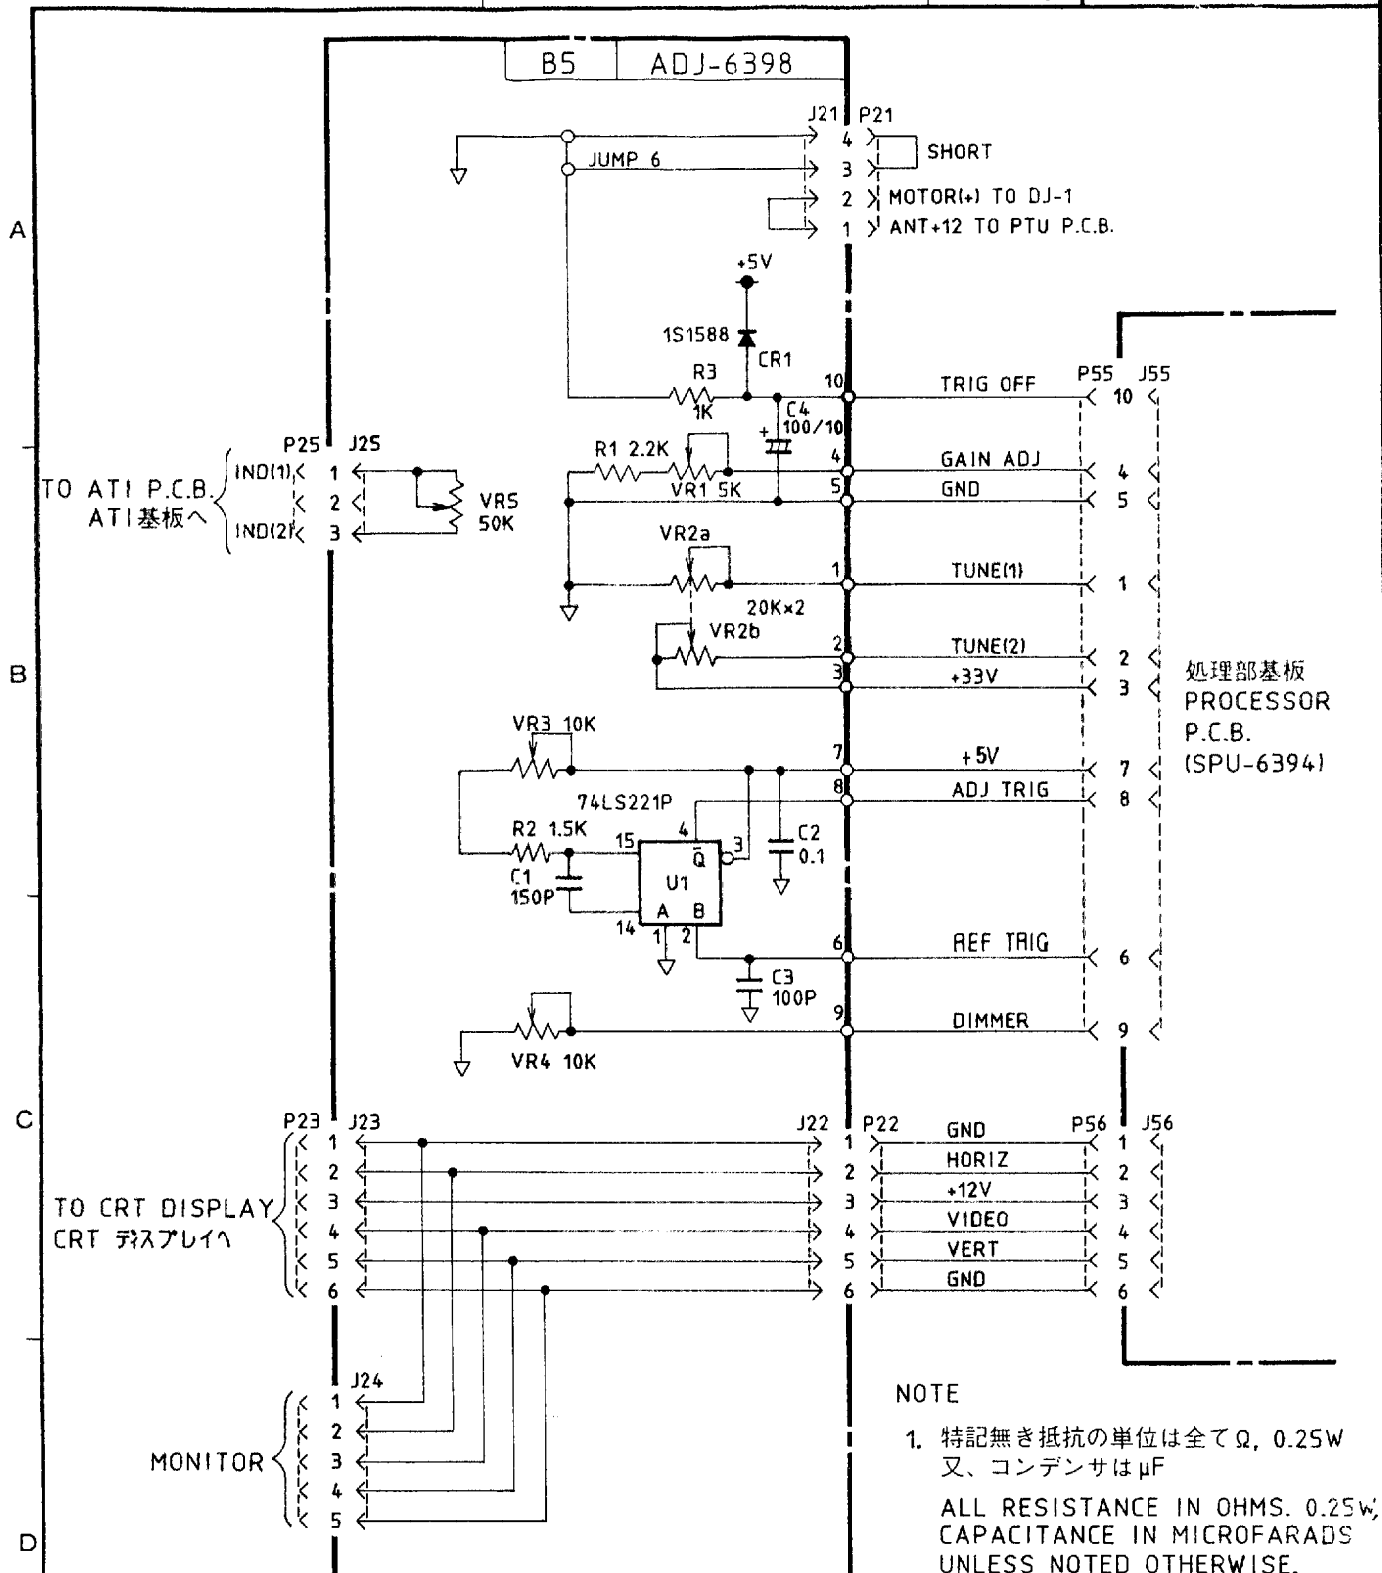 B5 ADJ-6398
J21 P21
4
SHORT
JUMP 6
3
2 MOTOR(+) TO DJ-1
1 ANT+12 TO PTU P.C.B.
A
+5V
1S1588
CR1
R3
1K
10 TRIG OFF
P55 J55
10
C4
+ 100/10
P25 J25
R1 2.2K
VR1 5K
4 GAIN ADJ 4
5 GND 5
TO ATI P.C.B.
ATI基板へ
IND(1) 1
2
IND(2) 3
VR5
50K
VR2a
1 TUNE(1) 1
20K×2
VR2b
2 TUNE(2) 2
3 +33V 3
B
処理部基板
PROCESSOR
P.C.B.
(SPU-6394)
VR3 10K
7 +5V 7
8 ADJ TRIG 8
74LS221P
R2 1.5K
15 4 3
Q̄
U1
A B
14 1 2
C1
150P
C2
0.1
6 REF TRIG 6
C3
100P
9 DIMMER 9
VR4 10K
C
P23 J23 J22 P22 P56 J56
1 1 GND 1
2 2 HORIZ 2
3 3 +12V 3
4 4 VIDEO 4
5 5 VERT 5
6 6 GND 6
TO CRT DISPLAY
CRT ディスプレイへ
J24
1
2
3
4
5
MONITOR
D
NOTE
1. 特記無き抵抗の単位は全てΩ, 0.25W
又、コンデンサはμF
ALL RESISTANCE IN OHMS. 0.25W,
CAPACITANCE IN MICROFARADS
UNLESS NOTED OTHERWISE.